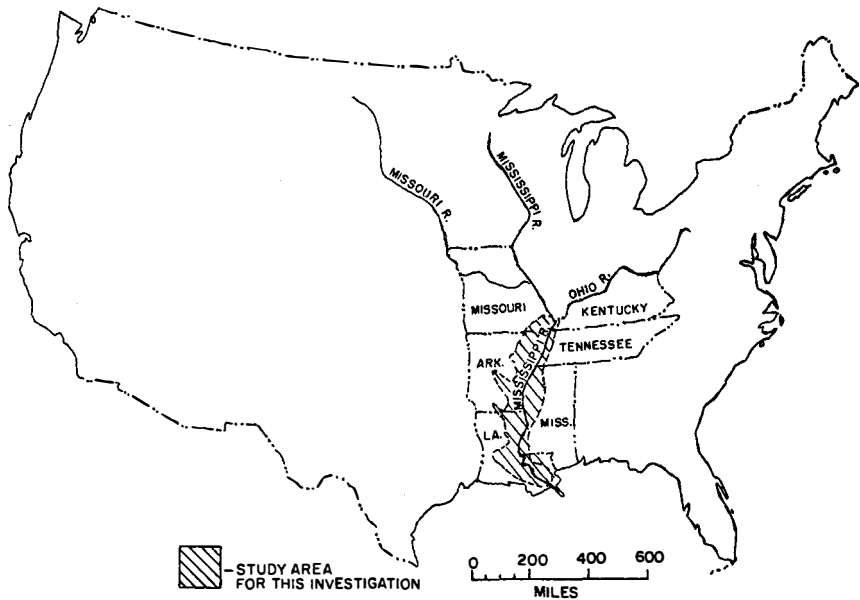 MISSOURI R.
MISSISSIPPI R.
OHIO R.
MISSOURI
KENTUCKY
MISSISSIPPI R.
TENNESSEE
ARK.
MISS.
LA.
-STUDY AREA
FOR THIS INVESTIGATION
0 200 400 600
MILES